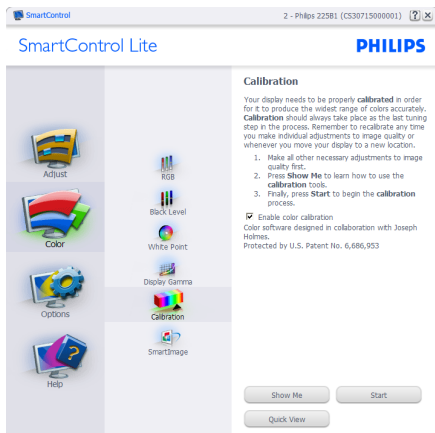 SmartControl
2 - Philips 225B1 (CS30715000001) ? X
SmartControl Lite
PHILIPS
Adjust
Color
Options
Help
RGB
Black Level
White Point
Display Gamma
Calibration
SmartImage
Calibration
Your display needs to be properly calibrated in order
for it to produce the widest range of colors accurately.
Calibration should always take place as the last tuning
step in the process. Remember to recalibrate any time
you make individual adjustments to image quality or
whenever you move your display to a new location.
1. Make all other necessary adjustments to image
quality first.
2. Press Show Me to learn how to use the
calibration tools.
3. Finally, press Start to begin the calibration
process.
Enable color calibration
Color software designed in collaboration with Joseph
Holmes.
Protected by U.S. Patent No. 6,686,953
Show Me
Start
Quick View